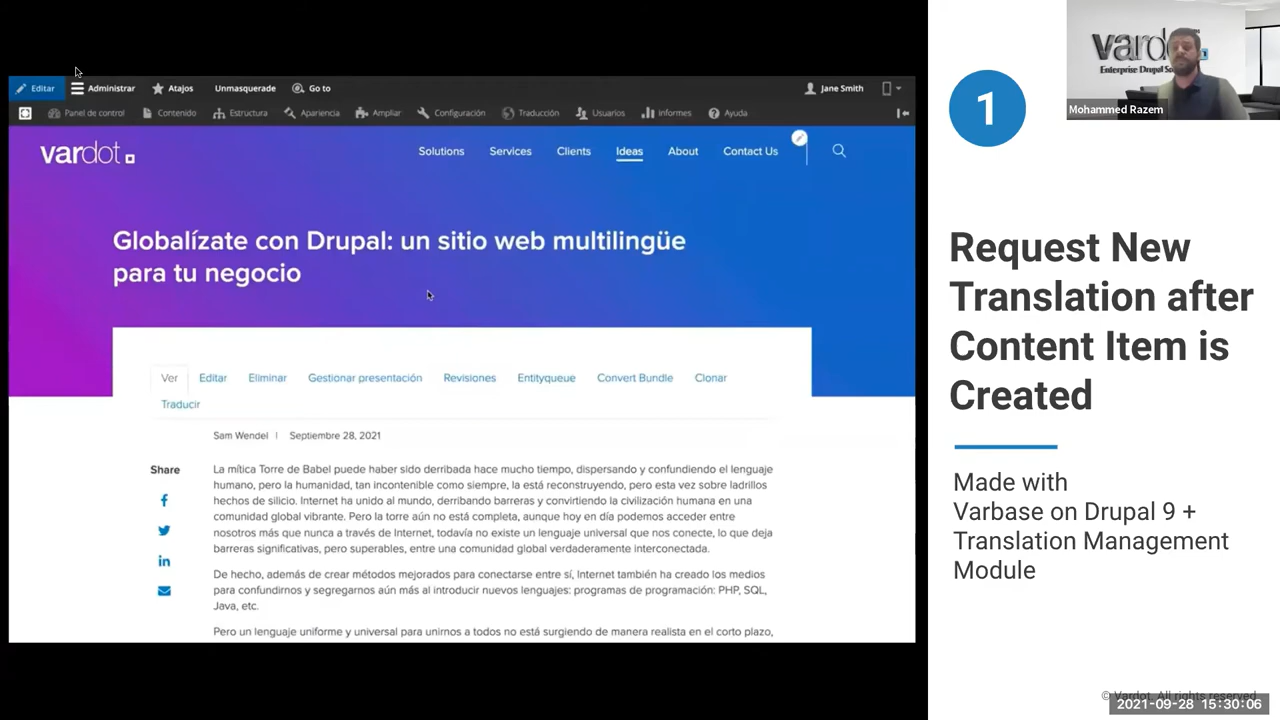 Editar
Administrar
Atajos
Unmasquerade
Go to
Jane Smith
Panel de control
Contenido
Estructura
Apariencia
Ampliar
Configuración
Traducción
Usuarios
Informes
Ayuda
vardot
Solutions
Services
Clients
Ideas
About
Contact Us
Globalízate con Drupal: un sitio web multilingüe
para tu negocio
Ver
Editar
Eliminar
Gestionar presentación
Revisiones
Entityqueue
Convert Bundle
Clonar
Traducir
Sam Wendel | Septiembre 28, 2021
Share
La mítica Torre de Babel puede haber sido derribada hace mucho tiempo, dispersando y confundiendo el lenguaje
humano, pero la humanidad, tan incontenible como siempre, la está reconstruyendo, pero esta vez sobre ladrillos
hechos de silicio. Internet ha unido al mundo, derribando barreras y convirtiendo la civilización humana en una
comunidad global vibrante. Pero la torre aún no está completa, aunque hoy en día podemos acceder entre
nosotros más que nunca a través de Internet, todavía no existe un lenguaje universal que nos conecte, lo que deja
barreras significativas, pero superables, entre una comunidad global verdaderamente interconectada.
De hecho, además de crear métodos mejorados para conectarse entre sí, Internet también ha creado los medios
para confundirnos y segregarnos aún más al introducir nuevos lenguajes: programas de programación: PHP, SQL,
Java, etc.
Pero un lenguaje uniforme y universal para unirnos a todos no está surgiendo de manera realista en el corto plazo,
1
Enterprise Drupal
Mohammed Razem
Request New
Translation after
Content Item is
Created
Made with
Varbase on Drupal 9 +
Translation Management
Module
© Vardot. All rights reserved
2021-09-28 15:30:06